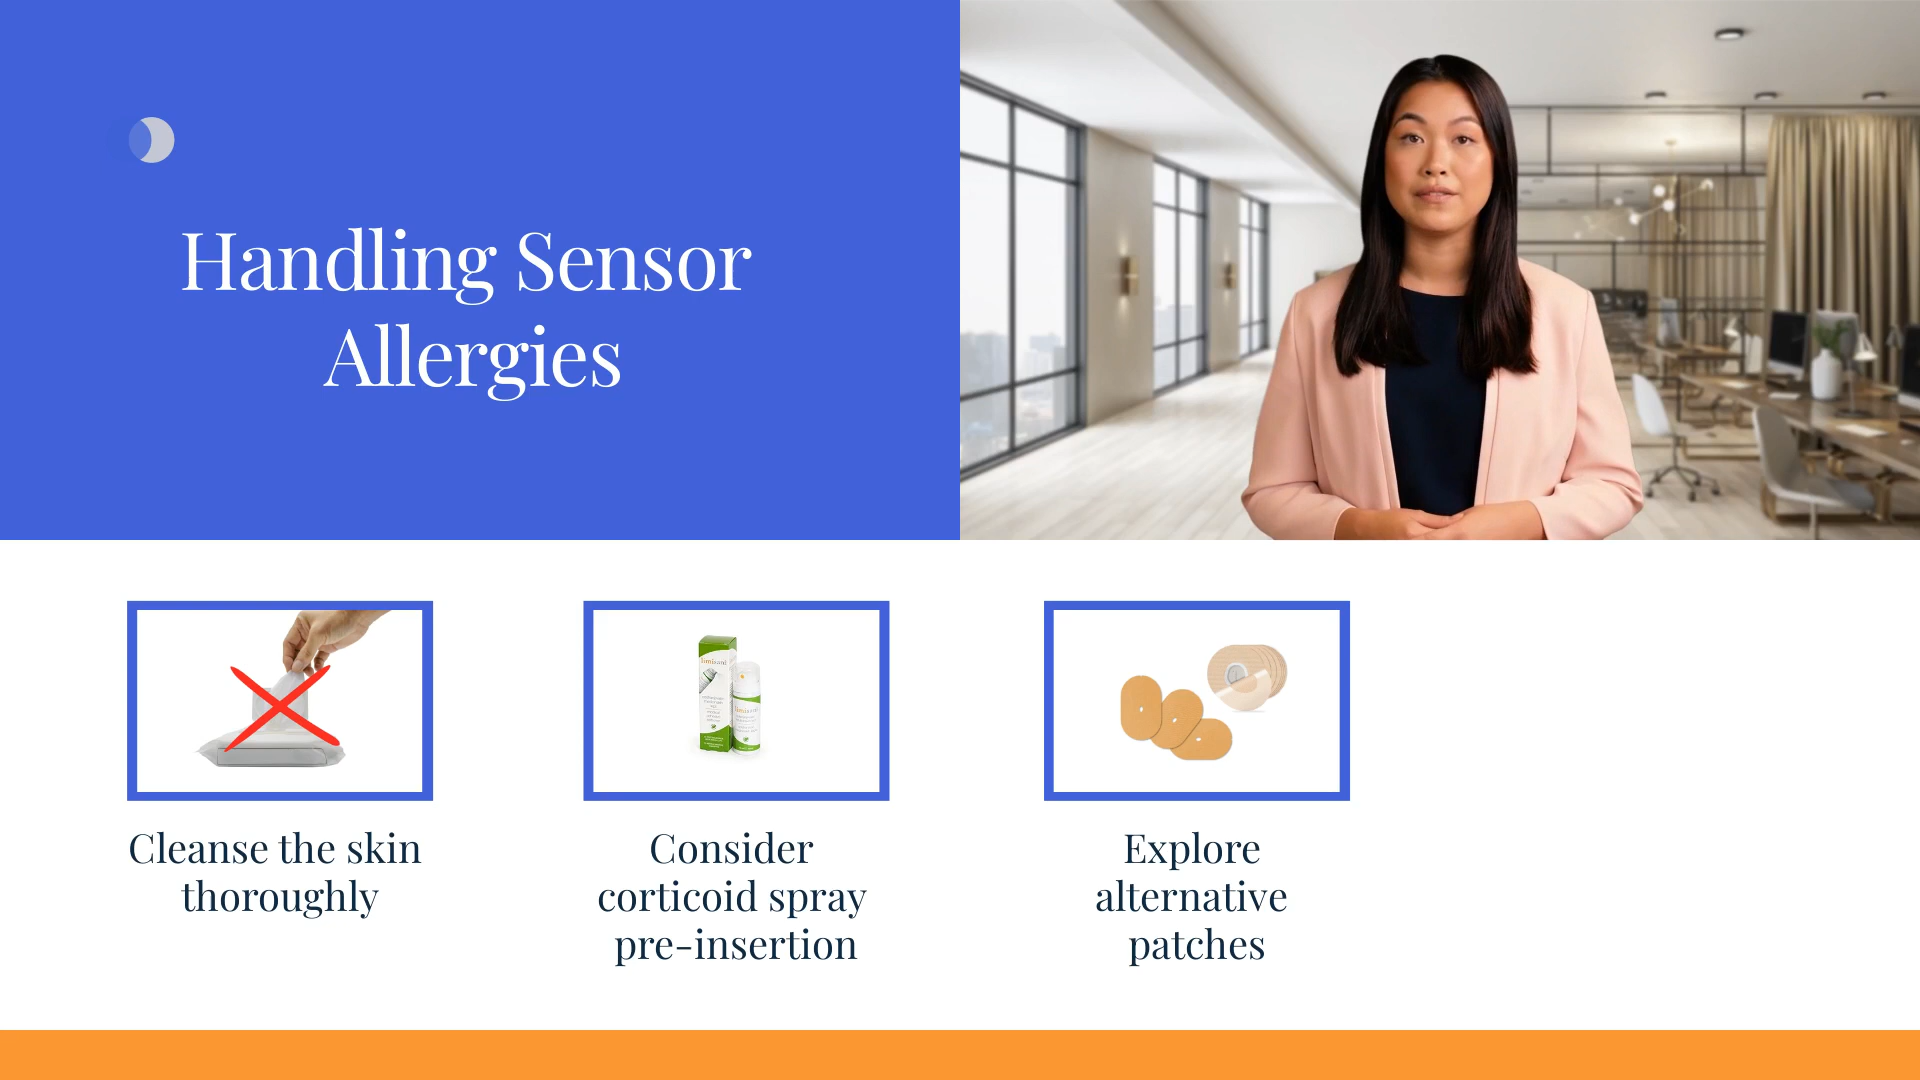 Handling Sensor
Allergies
Cleanse the skin
thoroughly
Consider
corticoid spray
pre-insertion
Explore
alternative
patches